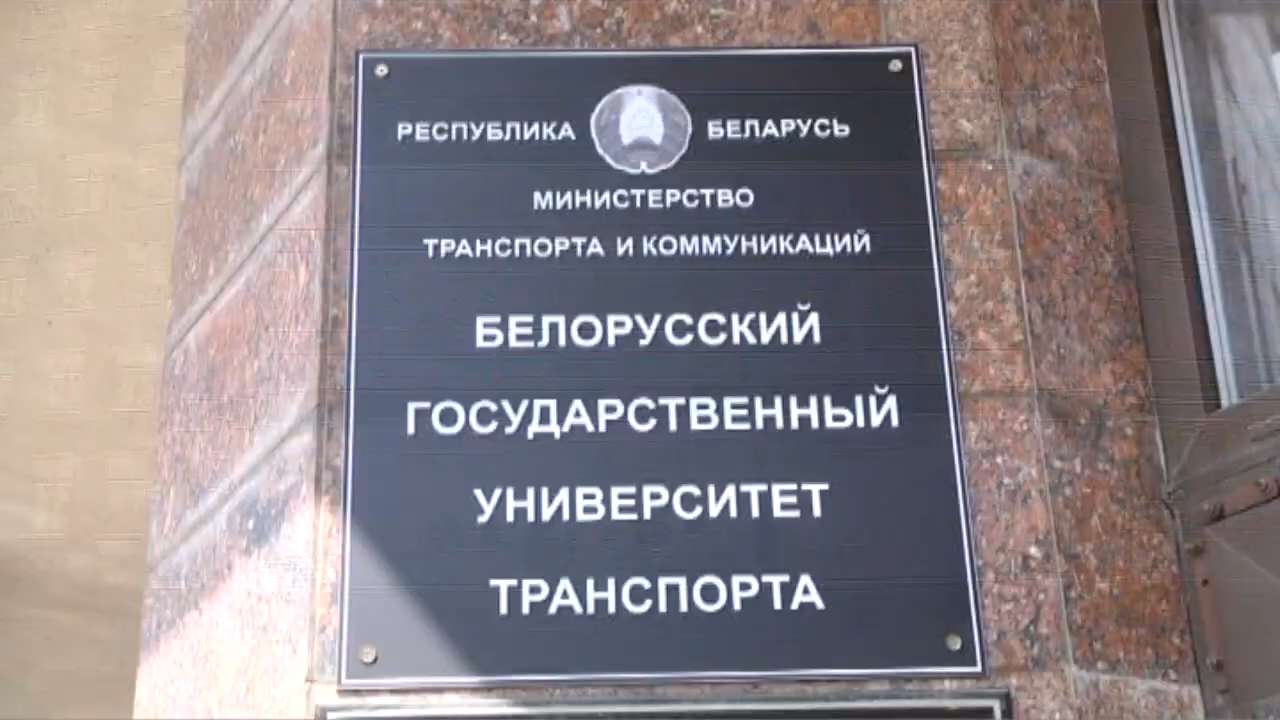 РЕСПУБЛИКА БЕЛАРУСЬ
МИНИСТЕРСТВО
ТРАНСПОРТА И КОММУНИКАЦИЙ
БЕЛОРУССКИЙ
ГОСУДАРСТВЕННЫЙ
УНИВЕРСИТЕТ
ТРАНСПОРТА